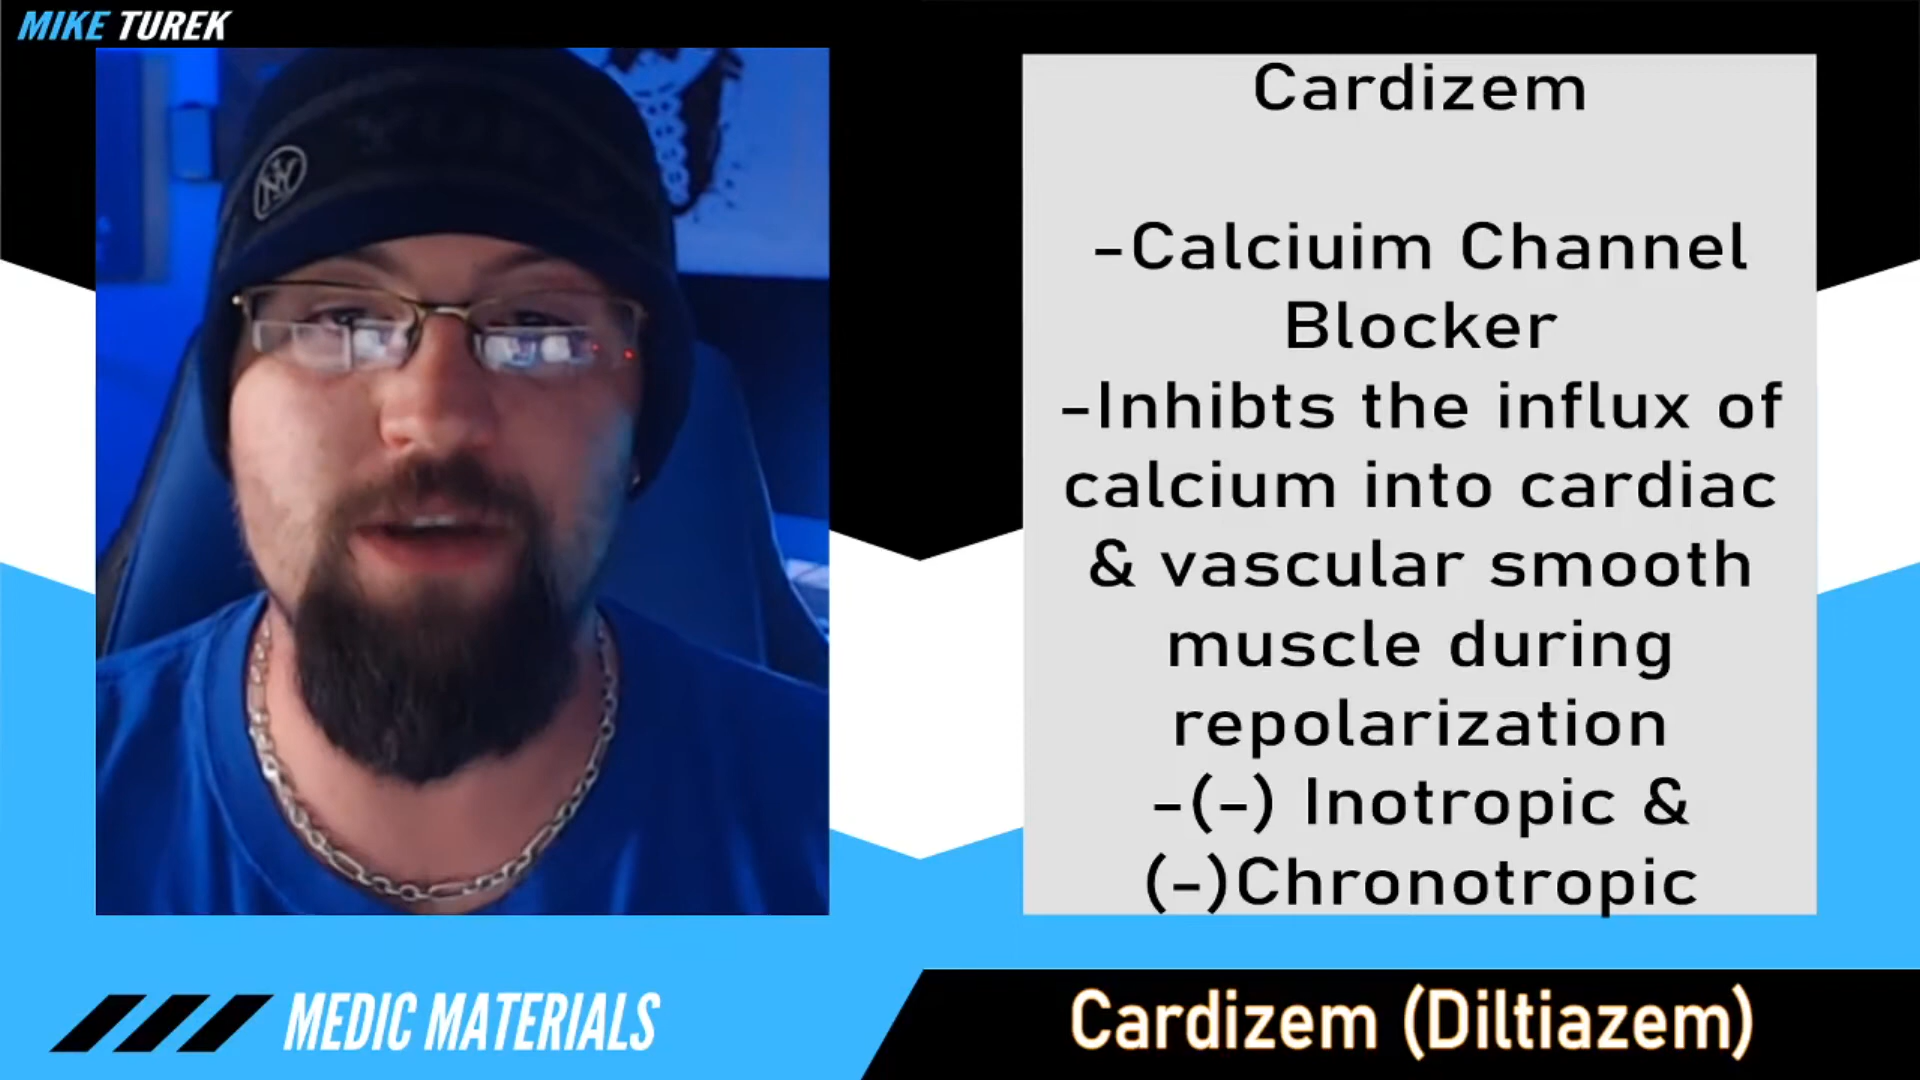 MIKE TUREK
Cardizem
-Calciuim Channel
Blocker
-Inhibts the influx of
calcium into cardiac
& vascular smooth
muscle during
repolarization
-(-) Inotropic &
(-)Chronotropic
NY
MEDIC MATERIALS
Cardizem (Diltiazem)